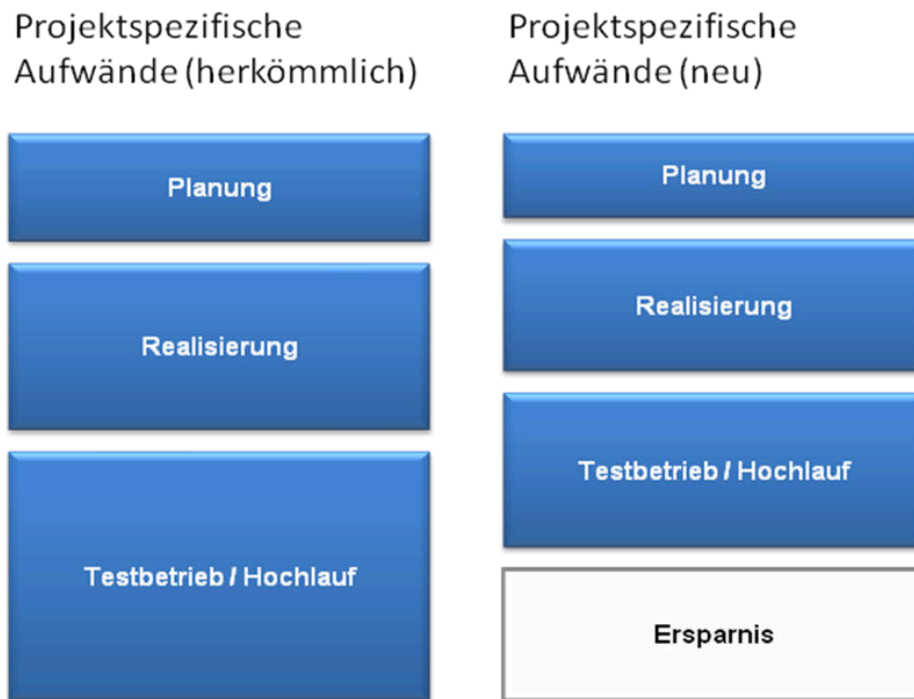 Projektspezifische
Aufwände (herkömmlich)
Planung
Realisierung
Testbetrieb / Hochlauf
Projektspezifische
Aufwände (neu)
Planung
Realisierung
Testbetrieb / Hochlauf
Ersparnis